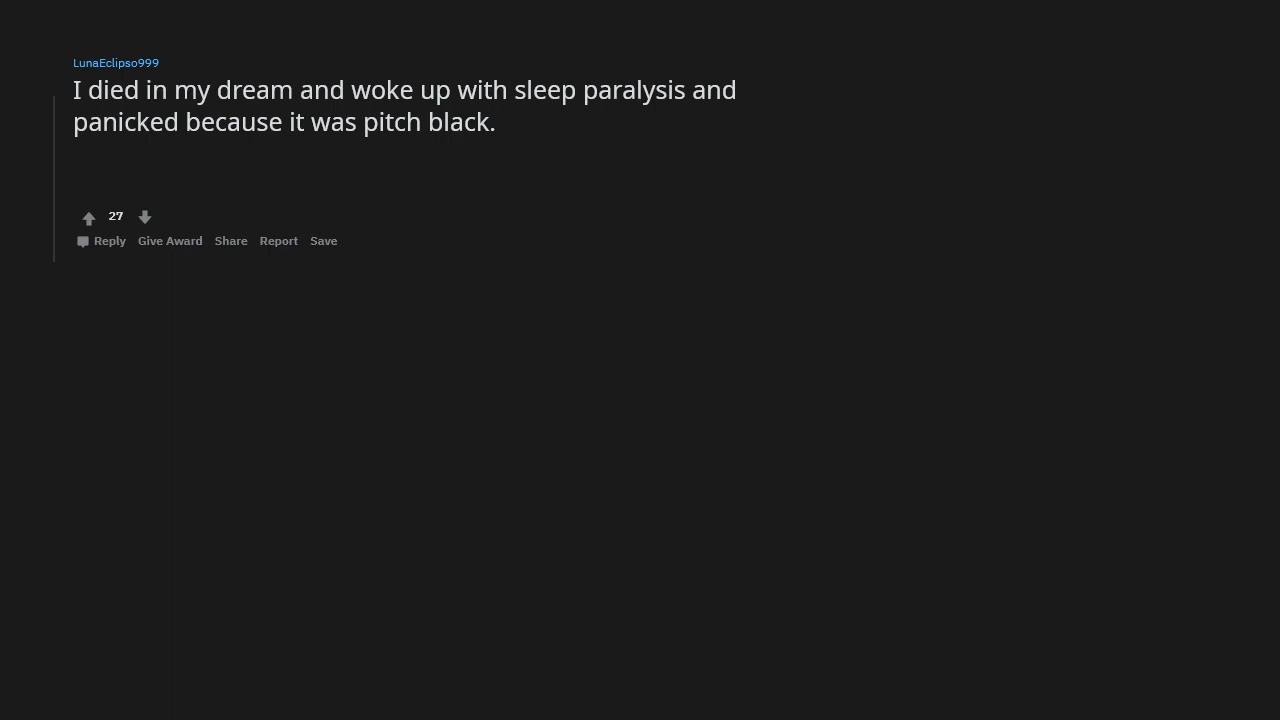 LunaEclipso999
I died in my dream and woke up with sleep paralysis and
panicked because it was pitch black.
27
Reply Give Award Share Report Save